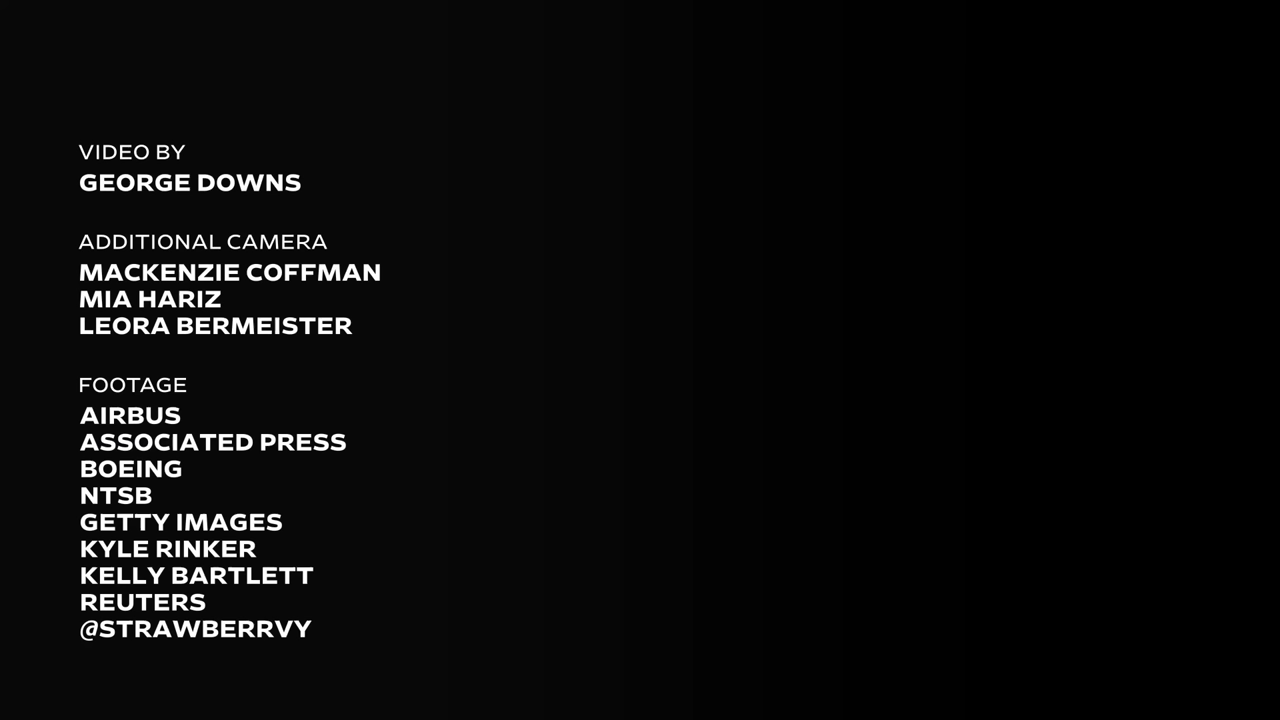 VIDEO BY
GEORGE DOWNS
ADDITIONAL CAMERA
MACKENZIE COFFMAN
MIA HARIZ
LEORA BERMEISTER
FOOTAGE
AIRBUS
ASSOCIATED PRESS
BOEING
NTSB
GETTY IMAGES
KYLE RINKER
KELLY BARTLETT
REUTERS
@STRAWBERRVY